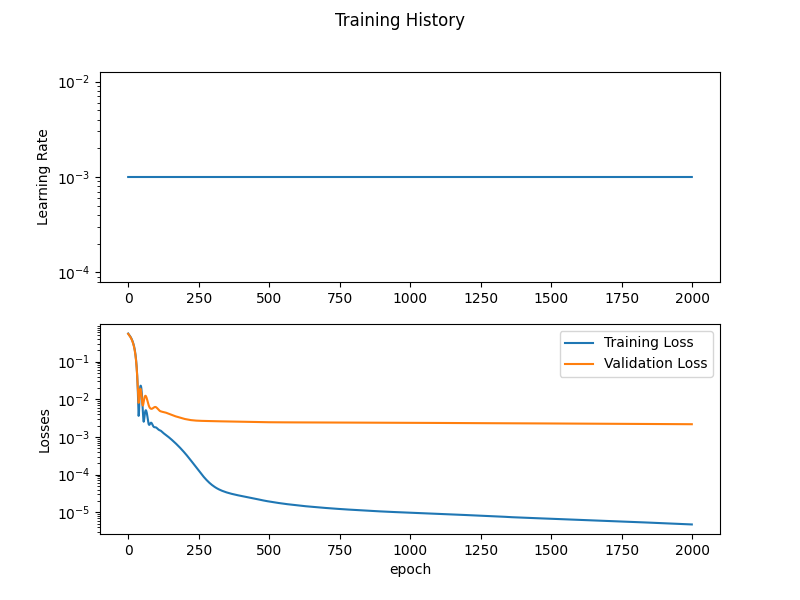 Training History
Learning Rate
10⁻²
10⁻³
10⁻⁴
0 250 500 750 1000 1250 1500 1750 2000
Losses
10⁻¹
10⁻²
10⁻³
10⁻⁴
10⁻⁵
Training Loss
Validation Loss
0 250 500 750 1000 1250 1500 1750 2000
epoch